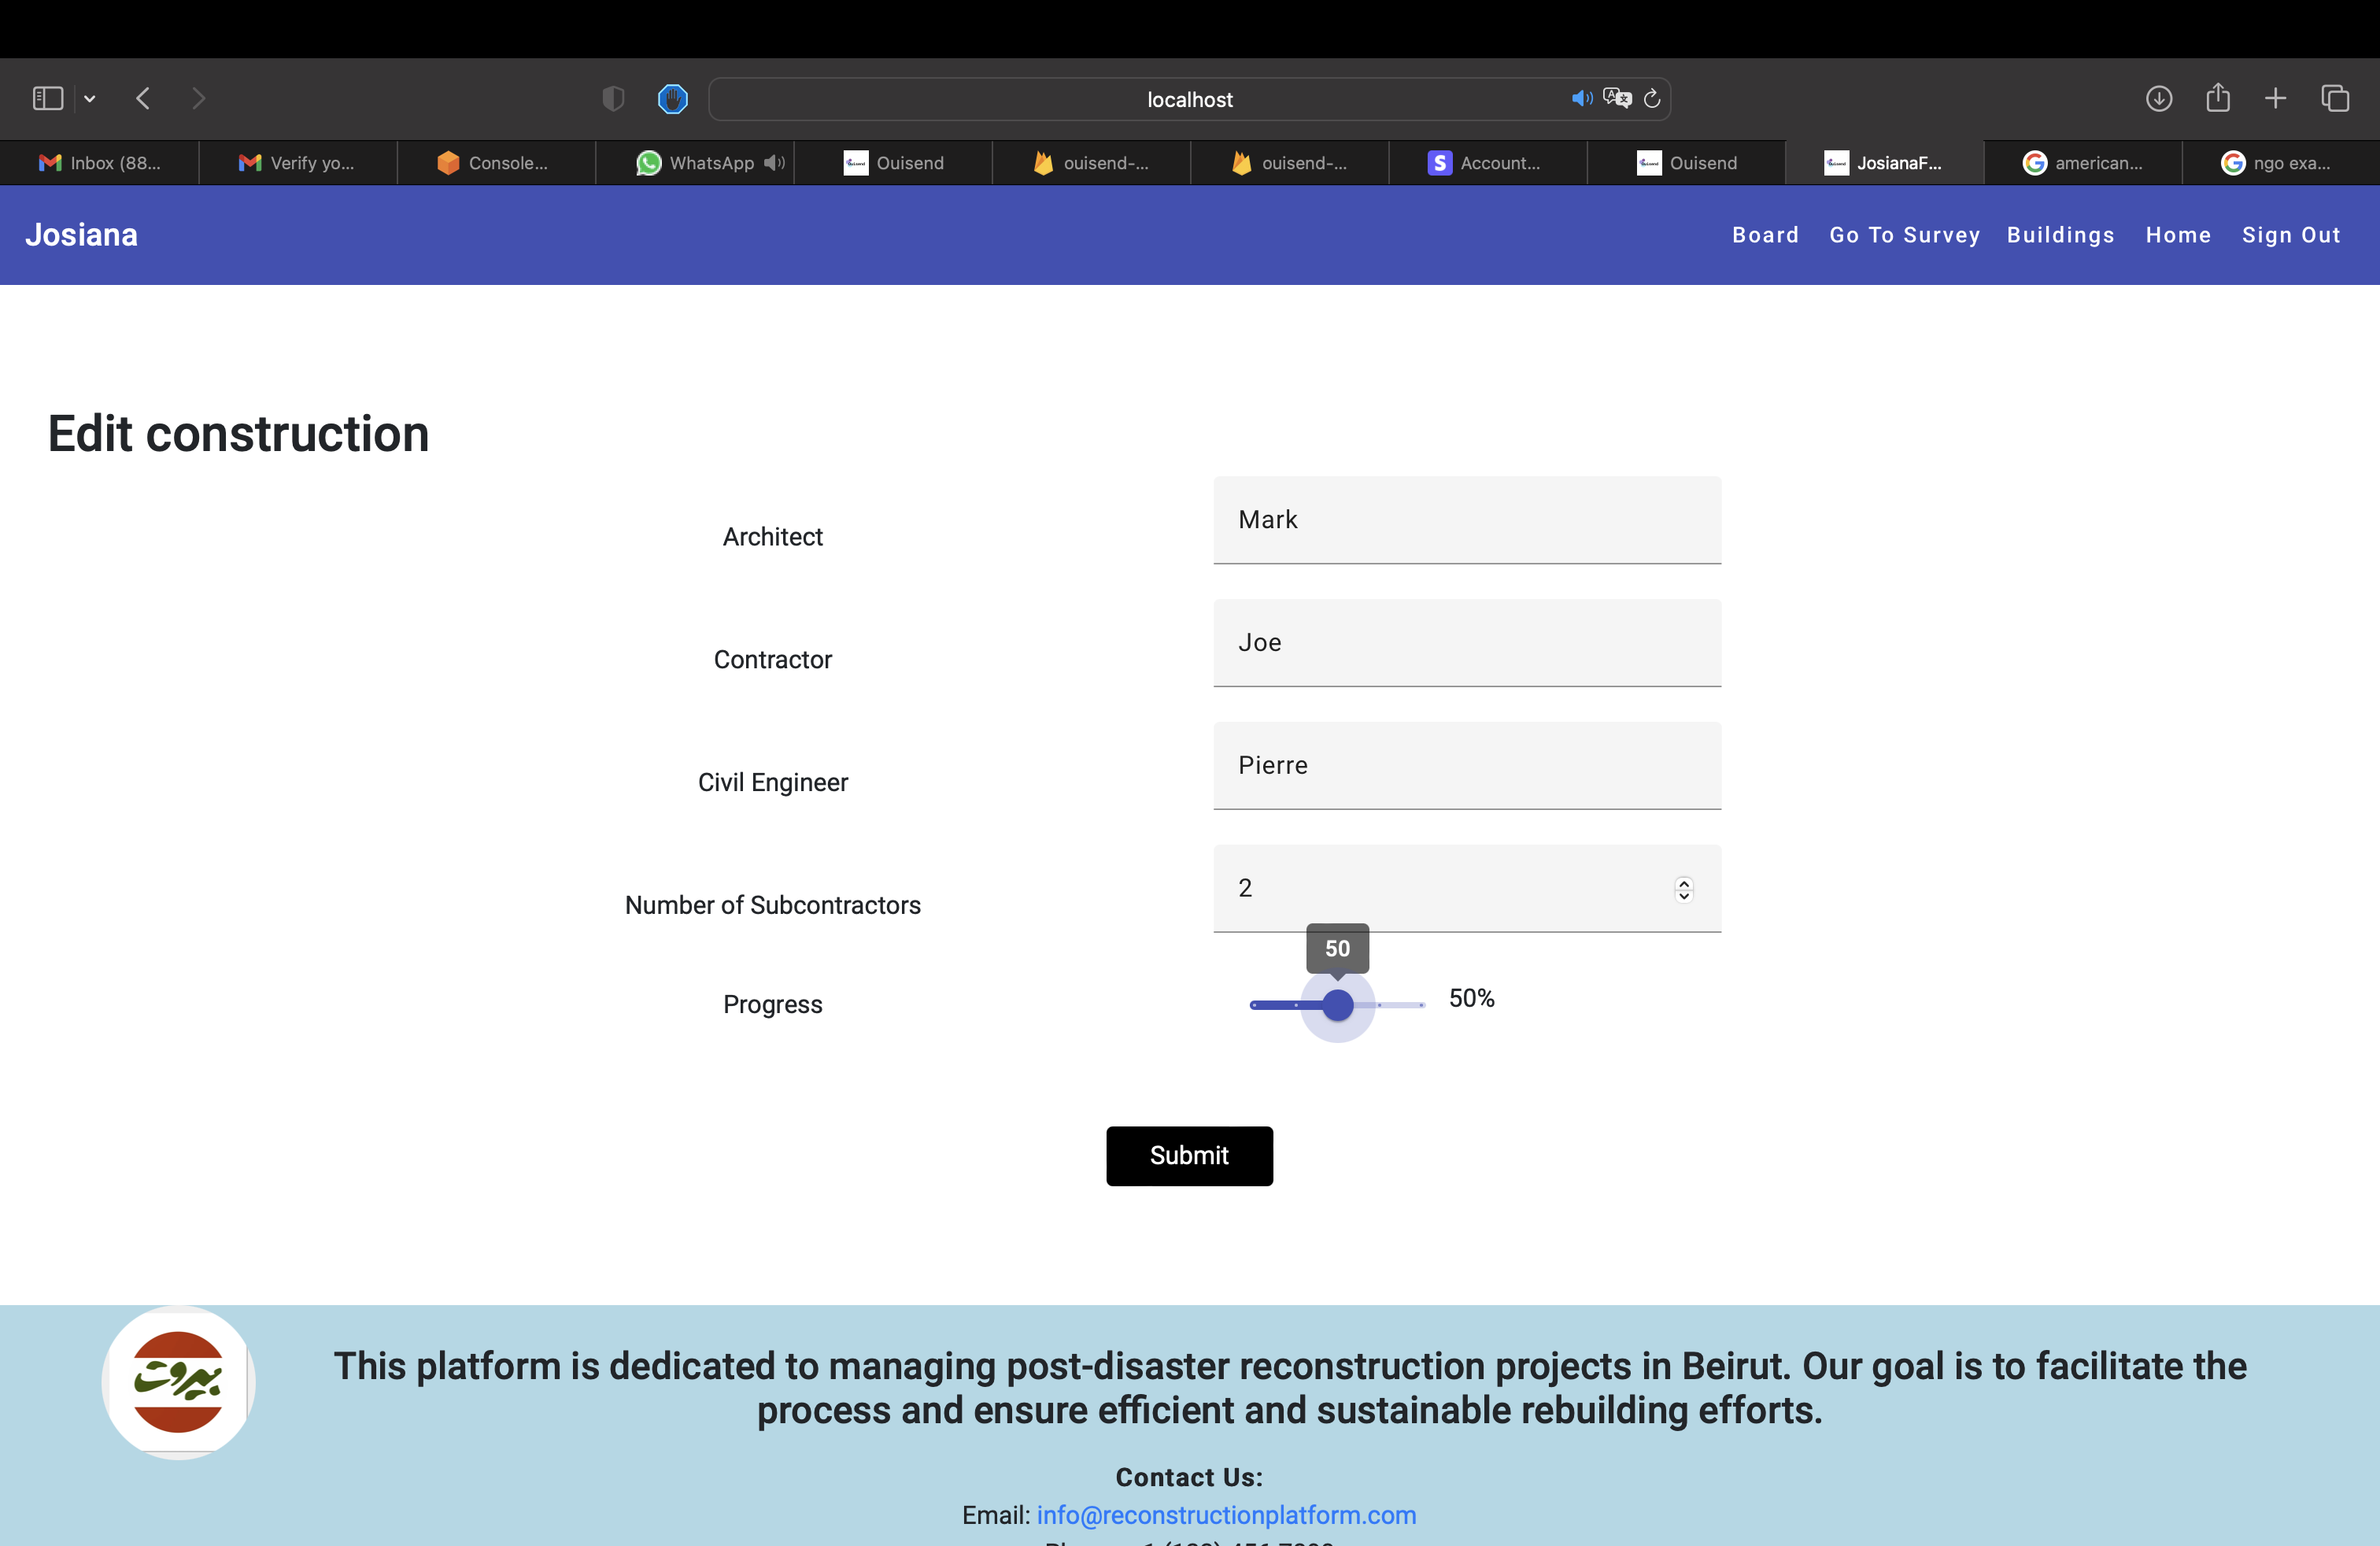 localhost
Inbox (88...
Verify yo...
Console...
WhatsApp
Ouisend
ouisend-...
ouisend-...
S Account...
Ouisend
JosianaF...
american...
ngo exa...
Josiana
Board Go To Survey Buildings Home Sign Out
Edit construction
Architect Mark
Contractor Joe
Civil Engineer Pierre
Number of Subcontractors 2
50
Progress 50%
Submit
بيروت
This platform is dedicated to managing post-disaster reconstruction projects in Beirut. Our goal is to facilitate the
process and ensure efficient and sustainable rebuilding efforts.
Contact Us:
Email: info@reconstructionplatform.com